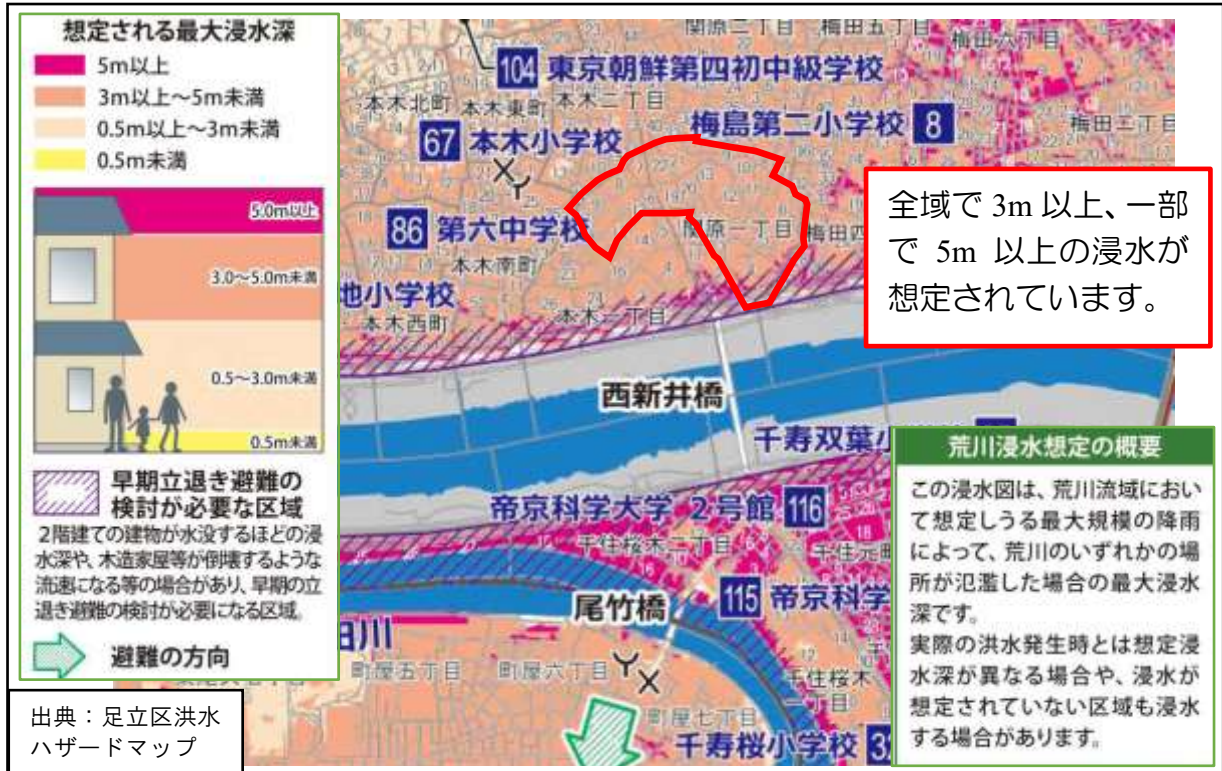 想定される最大浸水深
5m以上
3m以上～5m未満
0.5m以上～3m未満
0.5m未満
5.0m以上
3.0～5.0m未満
0.5～3.0m未満
0.5m未満
早期立退き避難の
検討が必要な区域
2階建ての建物が水没するほどの浸
水深や、木造家屋等が倒壊するような
流速になる等の場合があり、早期の立
退き避難の検討が必要になる区域。
避難の方向
出典：足立区洪水
ハザードマップ
関原二丁目
梅田五丁目
梅田六丁目
104 東京朝鮮第四初中級学校
本木北町
本木東町
本木二丁目
梅島第二小学校 8
梅田二丁目
67 本木小学校
86 第六中学校
関原一丁目
梅田四
本木南町
地小学校
本木西町
本木一丁目
全域で 3m 以上、一部
で 5m 以上の浸水が
想定されています。
西新井橋
千寿双葉小
帝京科学大学 2号館 116
千住桜木二丁目
千住元町
尾竹橋
115 帝京科学
町屋五丁目
町屋六丁目
千住桜木
一丁目
町屋七丁目
千寿桜小学校
荒川浸水想定の概要
この浸水図は、荒川流域におい
て想定しうる最大規模の降雨
によって、荒川のいずれかの場
所が氾濫した場合の最大浸水
深です。
実際の洪水発生時とは想定浸
水深が異なる場合や、浸水が
想定されていない区域も浸水
する場合があります。